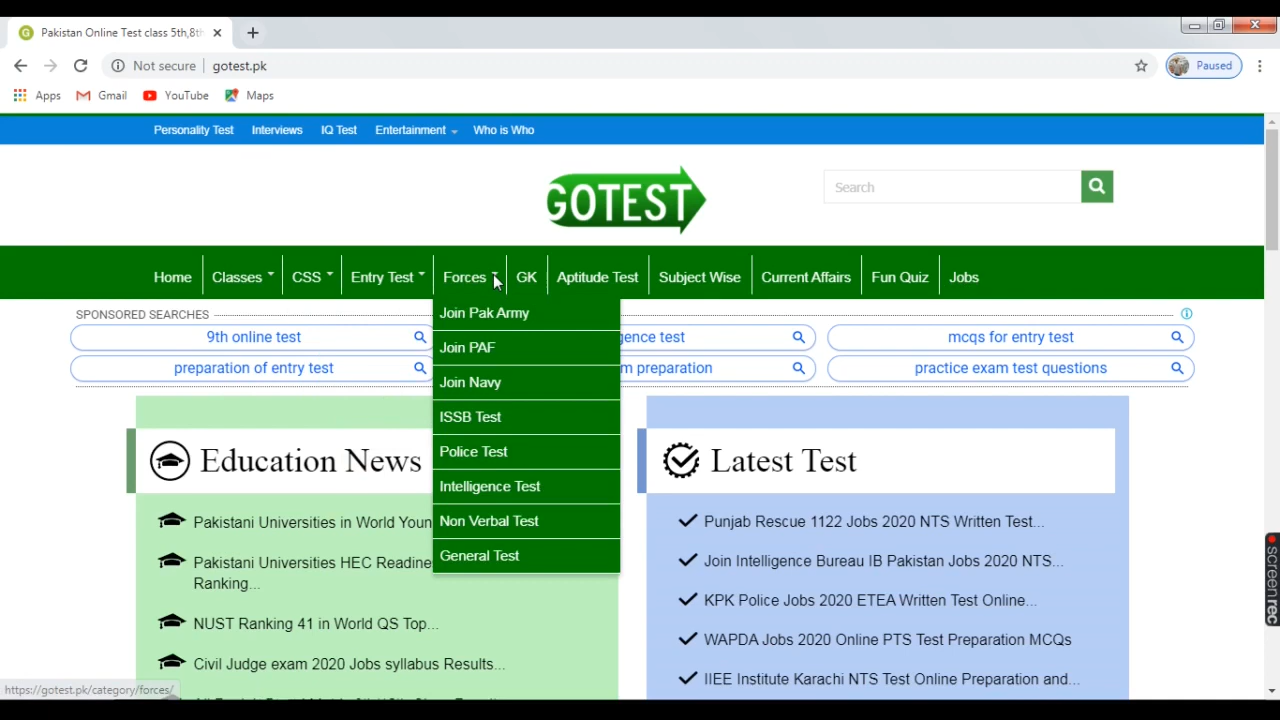 Pakistan Online Test class 5th,8th
Not secure
gotest.pk
Paused
Apps
Gmail
YouTube
Maps
Personality Test
Interviews
IQ Test
Entertainment
Who is Who
GOTEST
Search
Home
Classes
CSS
Entry Test
Forces
GK
Aptitude Test
Subject Wise
Current Affairs
Fun Quiz
Jobs
Join Pak Army
Join PAF
Join Navy
ISSB Test
Police Test
Intelligence Test
Non Verbal Test
General Test
SPONSORED SEARCHES
9th online test
gence test
mcqs for entry test
preparation of entry test
m preparation
practice exam test questions
Education News
Pakistani Universities in World Youn
Pakistani Universities HEC Readine
Ranking...
NUST Ranking 41 in World QS Top...
Civil Judge exam 2020 Jobs syllabus Results...
Latest Test
Punjab Rescue 1122 Jobs 2020 NTS Written Test...
Join Intelligence Bureau IB Pakistan Jobs 2020 NTS...
KPK Police Jobs 2020 ETEA Written Test Online...
WAPDA Jobs 2020 Online PTS Test Preparation MCQs
IIEE Institute Karachi NTS Test Online Preparation and...
https://gotest.pk/category/forces/
screenrec